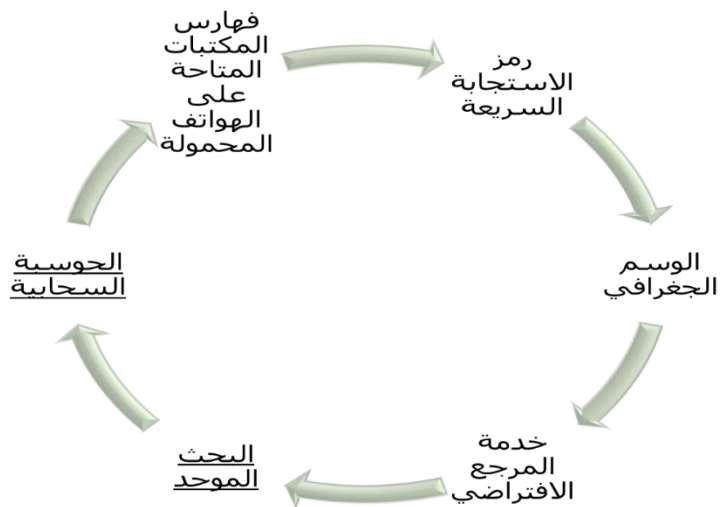 فهارس
المكتبات
المتاحة
على
الهواتف
المحمولة
رمز
الاستجابة
السريعة
الوسم
الجغرافي
خدمة
المرجع
الافتراضي
البحث
الموحد
الحوسبة
السحابية